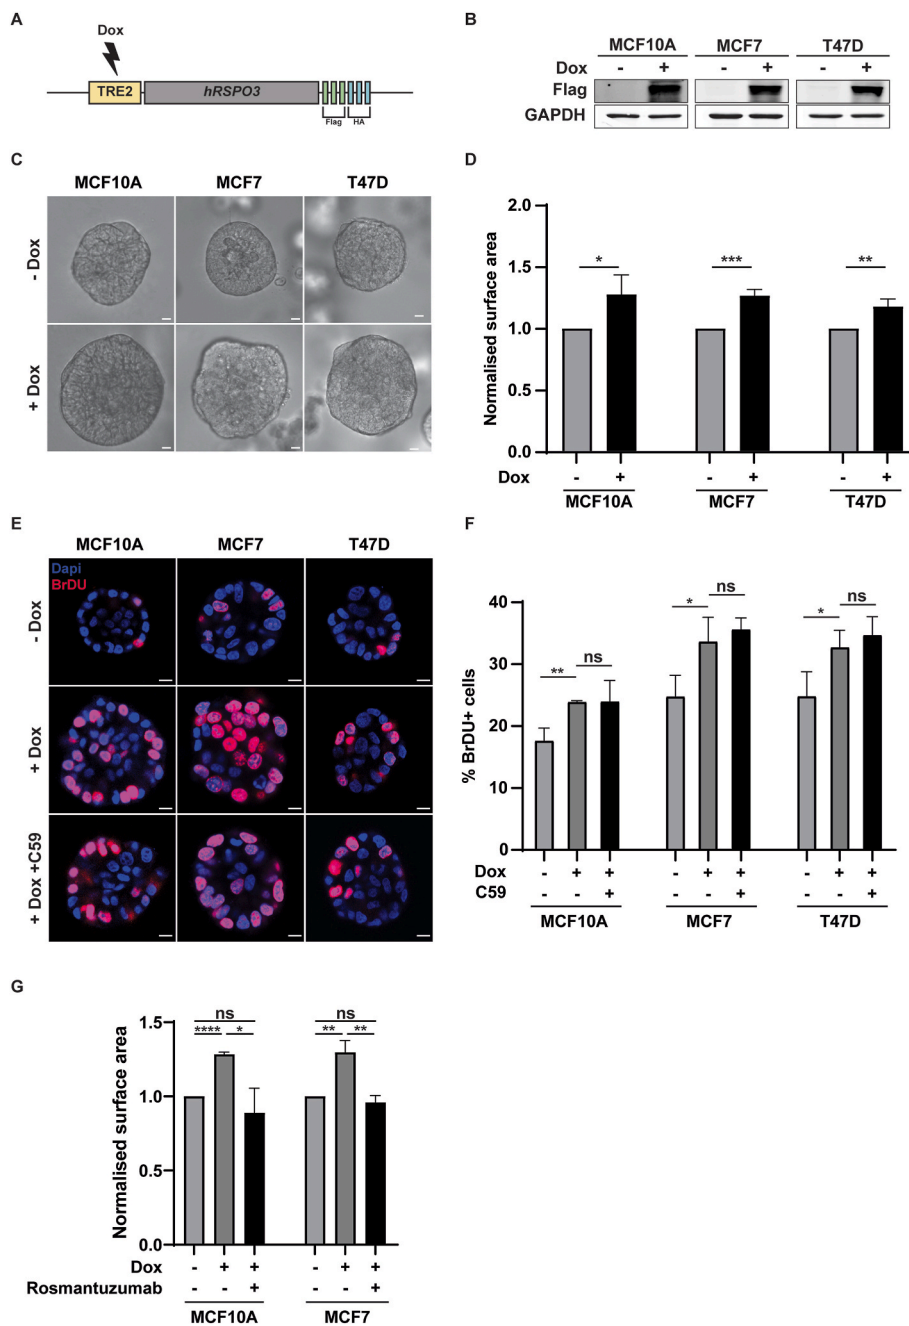 A
Dox
TRE2
hRSPO3
Flag
HA
B
MCF10A MCF7 T47D
Dox - + - + - +
Flag
GAPDH
C
MCF10A MCF7 T47D
- Dox
+ Dox
D
Normalised surface area
2.0
1.5
1.0
0.5
0.0
* *** **
Dox - + - + - +
MCF10A MCF7 T47D
E
MCF10A MCF7 T47D
Dapi
BrDU
- Dox
+ Dox
+ Dox +C59
F
% BrDU+ cells
40
30
20
10
0
** ns * ns * ns
Dox - + + - + + - + +
C59 - - + - - + - - +
MCF10A MCF7 T47D
G
Normalised surface area
1.5
1.0
0.5
0.0
ns ns
**** * ** **
Dox - + + - + +
Rosmantuzumab - - + - - +
MCF10A MCF7